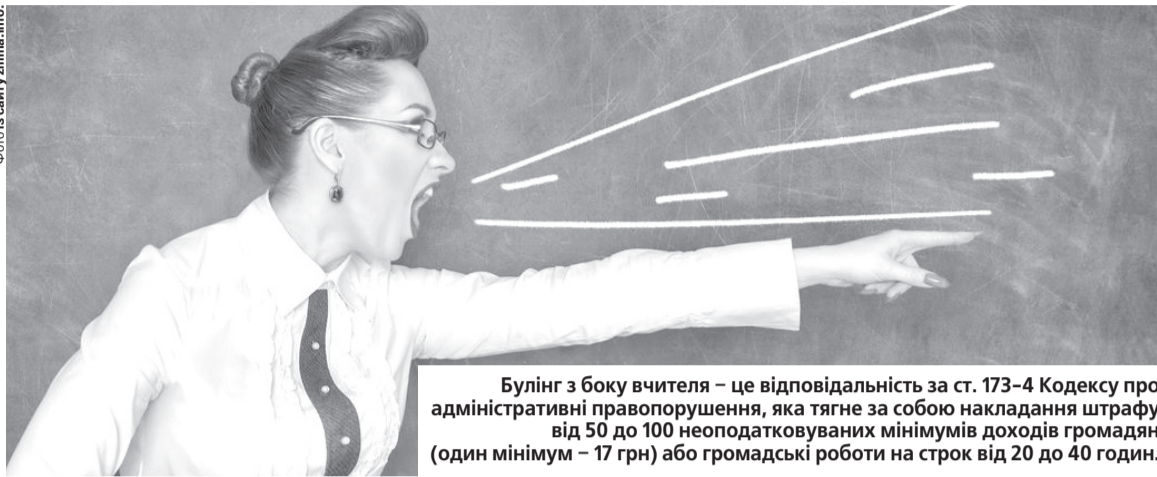 Фото із сайту zmina.info.
Булінг з боку вчителя – це відповідальність за ст. 173-4 Кодексу про
адміністративні правопорушення, яка тягне за собою накладання штрафу
від 50 до 100 неоподатковуваних мінімумів доходів громадян
(один мінімум – 17 грн) або громадські роботи на строк від 20 до 40 годин.